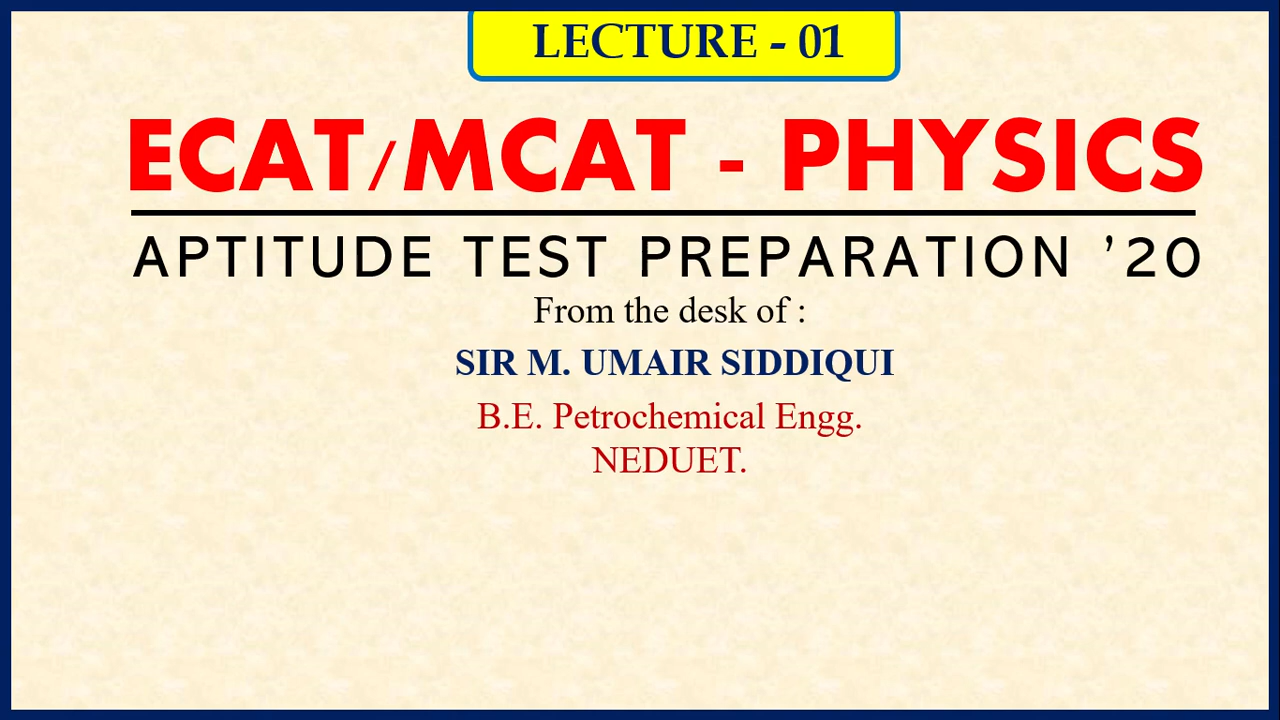 LECTURE - 01
ECAT/MCAT - PHYSICS
APTITUDE TEST PREPARATION ’20
From the desk of :
SIR M. UMAIR SIDDIQUI
B.E. Petrochemical Engg.
NEDUET.